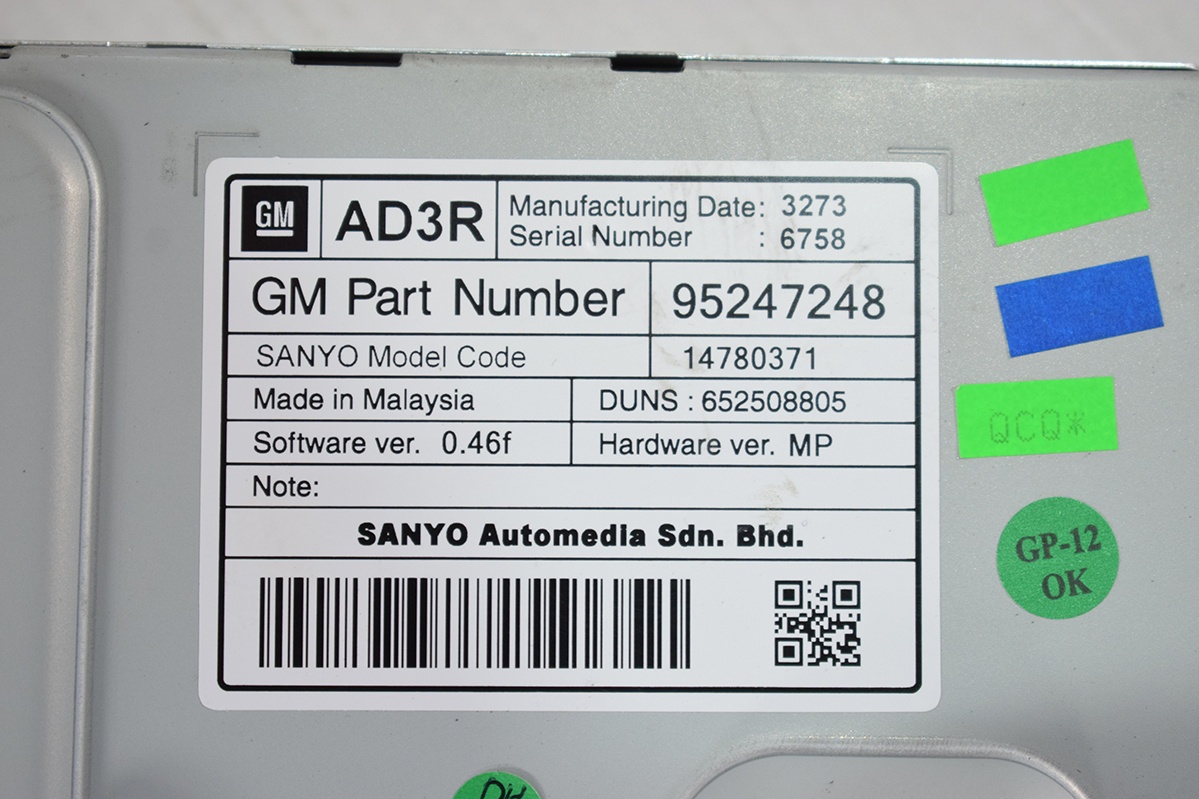 GM
AD3R
Manufacturing Date: 3273
Serial Number : 6758
GM Part Number 95247248
SANYO Model Code 14780371
Made in Malaysia DUNS : 652508805
Software ver. 0.46f Hardware ver. MP
Note:
SANYO Automedia Sdn. Bhd.
QCQ*
GP-12
OK